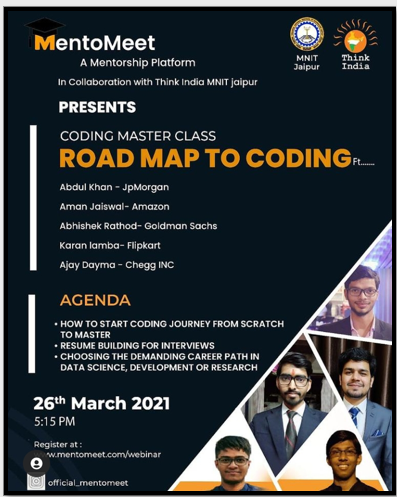 MentoMeet
A Mentorship Platform
In Collaboration with Think India MNIT jaipur
MNIT
Jaipur
Think
India
PRESENTS
CODING MASTER CLASS
ROAD MAP TO CODING Ft.......
Abdul Khan - JpMorgan
Aman Jaiswal- Amazon
Abhishek Rathod- Goldman Sachs
Karan lamba- Flipkart
Ajay Dayma - Chegg INC
AGENDA
• HOW TO START CODING JOURNEY FROM SCRATCH
TO MASTER
• RESUME BUILDING FOR INTERVIEWS
• CHOOSING THE DEMANDING CAREER PATH IN
DATA SCIENCE, DEVELOPMENT OR RESEARCH
26th March 2021
5:15 PM
Register at :
www.mentomeet.com/webinar
official_mentomeet